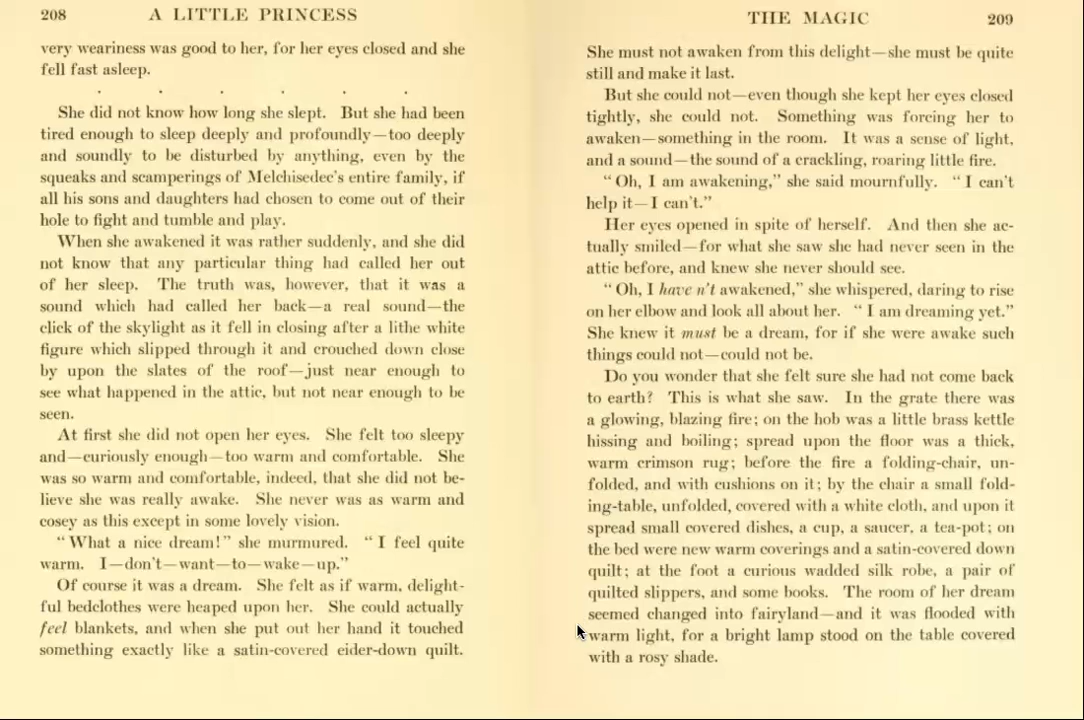 208 A LITTLE PRINCESS
very weariness was good to her, for her eyes closed and she
fell fast asleep.
. . . . . .
She did not know how long she slept. But she had been
tired enough to sleep deeply and profoundly—too deeply
and soundly to be disturbed by anything, even by the
squeaks and scamperings of Melchisedec's entire family, if
all his sons and daughters had chosen to come out of their
hole to fight and tumble and play.
When she awakened it was rather suddenly, and she did
not know that any particular thing had called her out
of her sleep. The truth was, however, that it was a
sound which had called her back—a real sound—the
click of the skylight as it fell in closing after a lithe white
figure which slipped through it and crouched down close
by upon the slates of the roof—just near enough to
see what happened in the attic, but not near enough to be
seen.
At first she did not open her eyes. She felt too sleepy
and—curiously enough—too warm and comfortable. She
was so warm and comfortable, indeed, that she did not be-
lieve she was really awake. She never was as warm and
cosey as this except in some lovely vision.
"What a nice dream!" she murmured. "I feel quite
warm. I—don't—want—to—wake—up."
Of course it was a dream. She felt as if warm, delight-
ful bedclothes were heaped upon her. She could actually
feel blankets, and when she put out her hand it touched
something exactly like a satin-covered eider-down quilt.
THE MAGIC 209
She must not awaken from this delight—she must be quite
still and make it last.
But she could not—even though she kept her eyes closed
tightly, she could not. Something was forcing her to
awaken—something in the room. It was a sense of light,
and a sound—the sound of a crackling, roaring little fire.
"Oh, I am awakening," she said mournfully. "I can't
help it—I can't."
Her eyes opened in spite of herself. And then she ac-
tually smiled—for what she saw she had never seen in the
attic before, and knew she never should see.
"Oh, I have n't awakened," she whispered, daring to rise
on her elbow and look all about her. "I am dreaming yet."
She knew it must be a dream, for if she were awake such
things could not—could not be.
Do you wonder that she felt sure she had not come back
to earth? This is what she saw. In the grate there was
a glowing, blazing fire; on the hob was a little brass kettle
hissing and boiling; spread upon the floor was a thick,
warm crimson rug; before the fire a folding-chair, un-
folded, and with cushions on it; by the chair a small fold-
ing-table, unfolded, covered with a white cloth, and upon it
spread small covered dishes, a cup, a saucer, a tea-pot; on
the bed were new warm coverings and a satin-covered down
quilt; at the foot a curious wadded silk robe, a pair of
quilted slippers, and some books. The room of her dream
seemed changed into fairyland—and it was flooded with
warm light, for a bright lamp stood on the table covered
with a rosy shade.